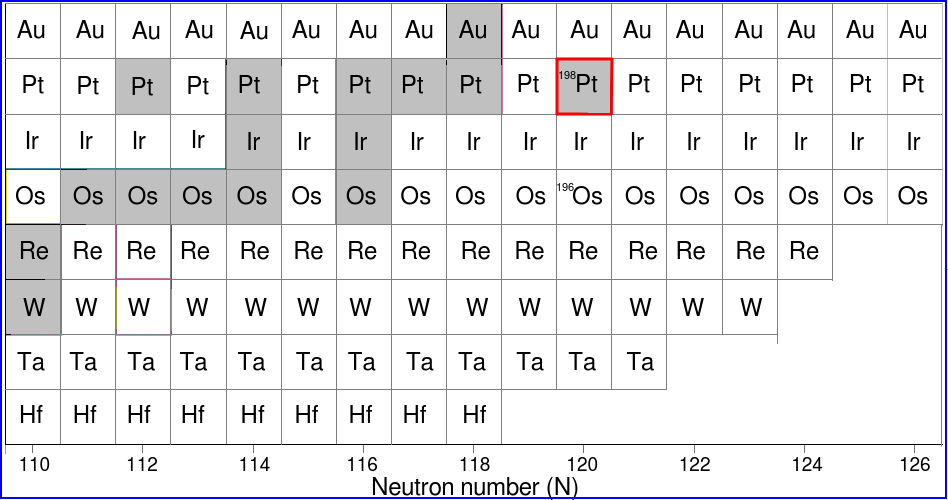 Au Au Au Au Au Au Au Au Au Au Au Au Au Au Au Au Au
Pt Pt Pt Pt Pt Pt Pt Pt Pt Pt 198Pt Pt Pt Pt Pt Pt Pt
Ir Ir Ir Ir Ir Ir Ir Ir Ir Ir Ir Ir Ir Ir Ir Ir Ir
Os Os Os Os Os Os Os Os Os Os 196Os Os Os Os Os Os Os
Re Re Re Re Re Re Re Re Re Re Re Re Re Re Re
W W W W W W W W W W W W W W
Ta Ta Ta Ta Ta Ta Ta Ta Ta Ta Ta Ta
Hf Hf Hf Hf Hf Hf Hf Hf Hf
110 112 114 116 118 120 122 124 126
Neutron number (N)